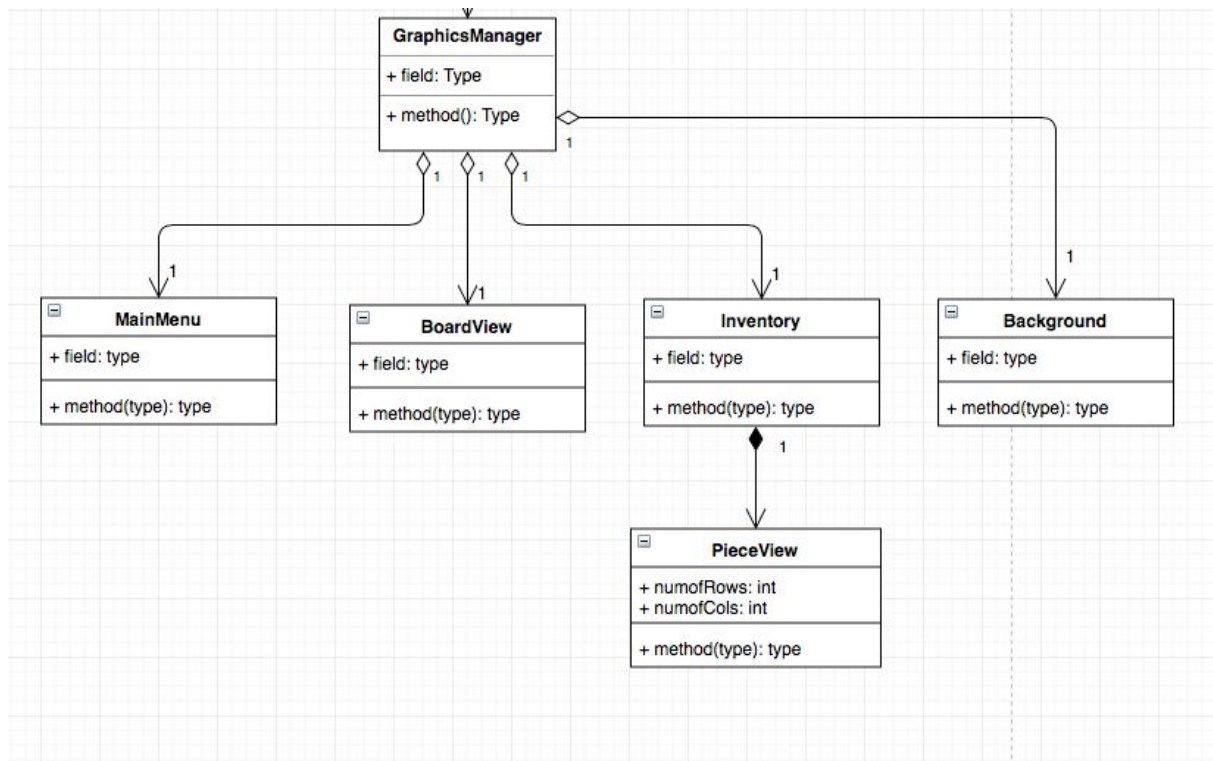 GraphicsManager
+ field: Type
+ method(): Type
1
1
1
1
1
1
1
1
MainMenu
+ field: type
+ method(type): type
BoardView
+ field: type
+ method(type): type
Inventory
+ field: type
+ method(type): type
Background
+ field: type
+ method(type): type
1
PieceView
+ numofRows: int
+ numofCols: int
+ method(type): type